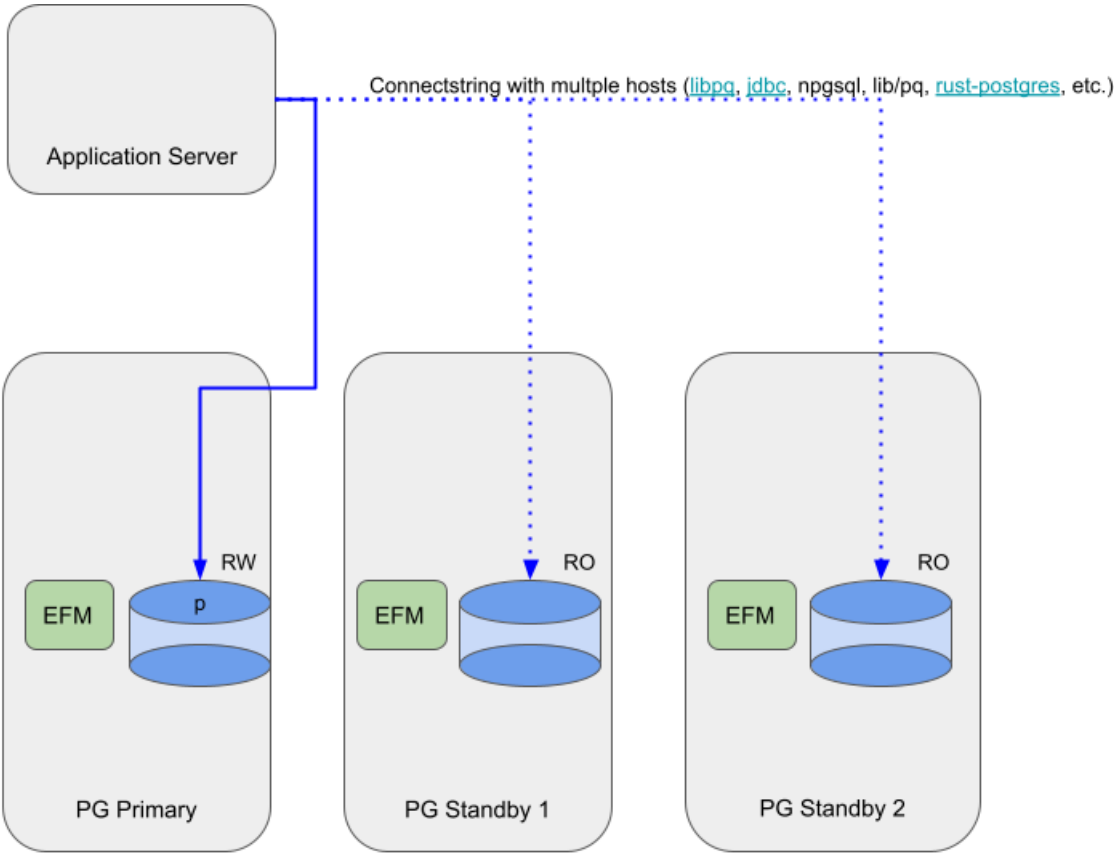 Connectstring with multple hosts (libpq, jdbc, npgsql, lib/pq, rust-postgres, etc.)
Application Server
RW
RO
RO
EFM
p
EFM
EFM
PG Primary
PG Standby 1
PG Standby 2